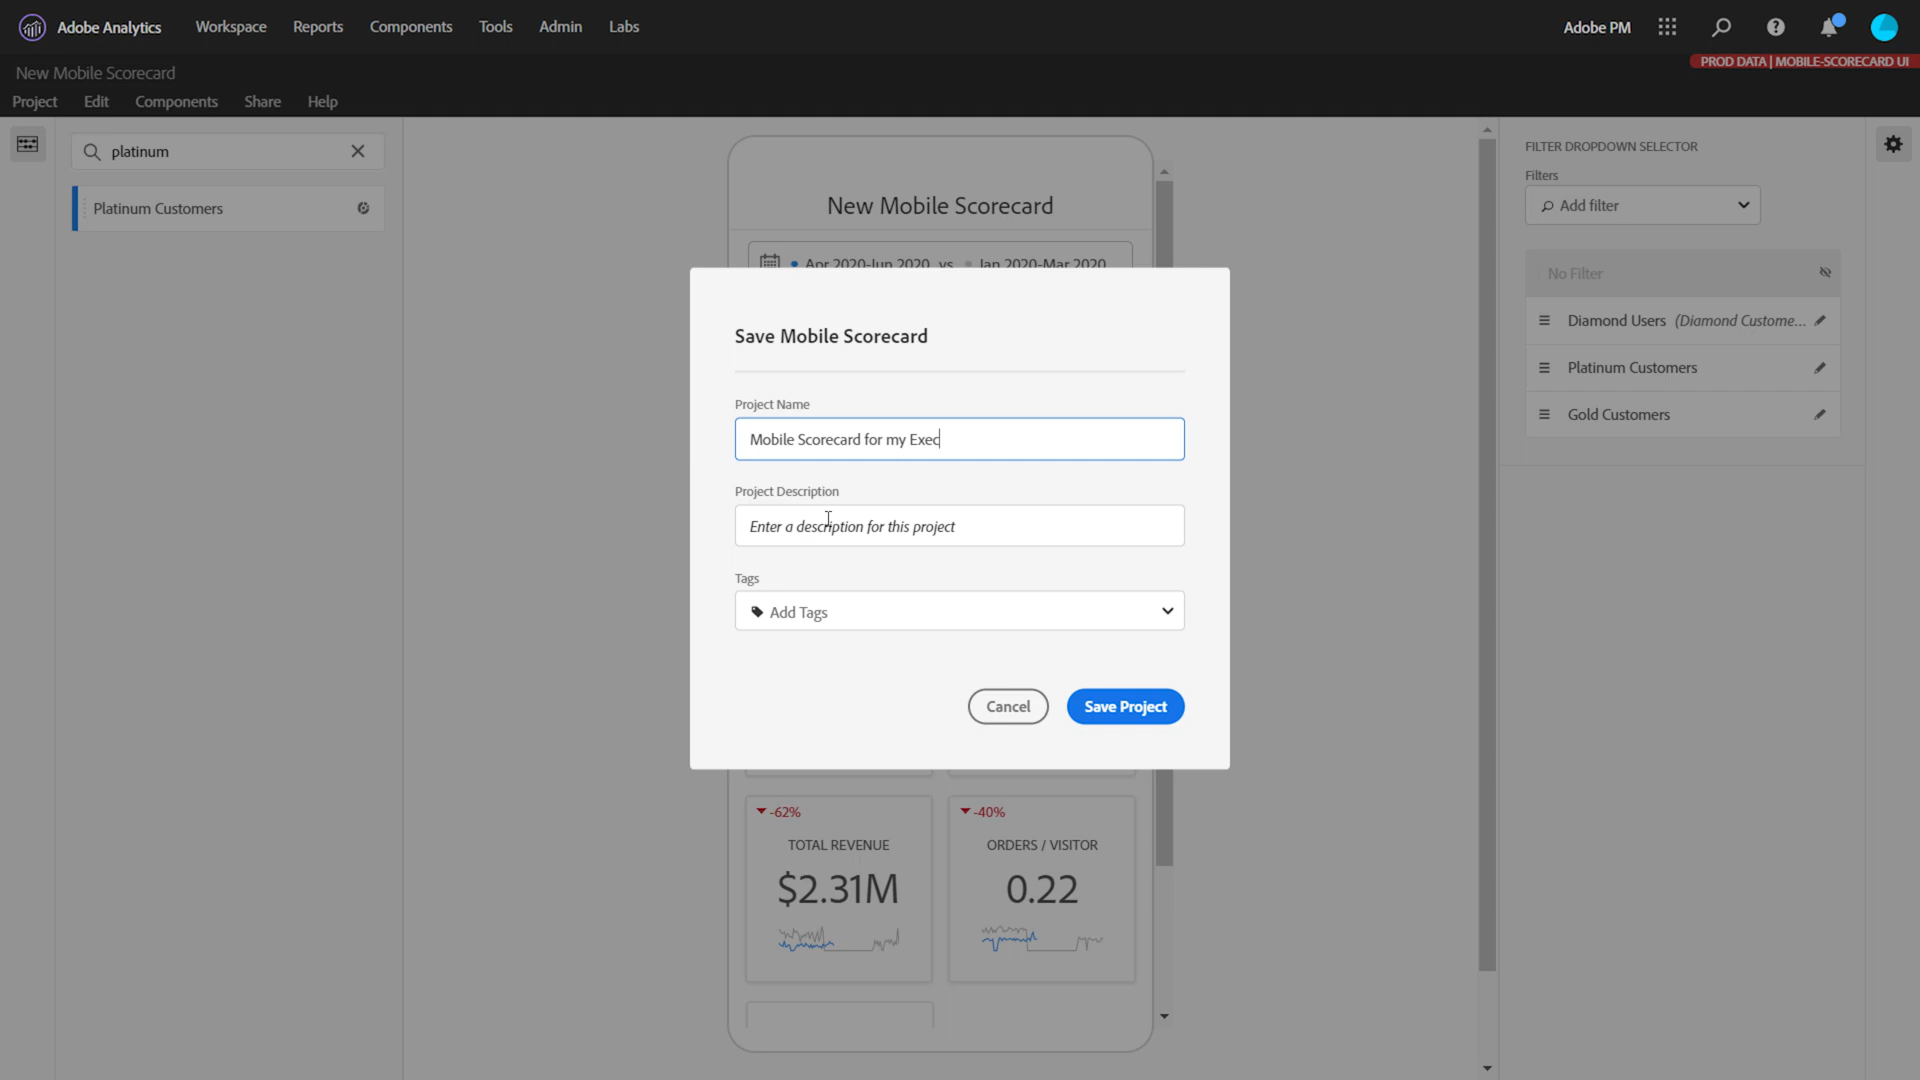 Adobe Analytics
Workspace
Reports
Components
Tools
Admin
Labs
Adobe PM
PROD DATA | MOBILE-SCORECARD UI
New Mobile Scorecard
Project
Edit
Components
Share
Help
platinum
Platinum Customers
New Mobile Scorecard
Apr 2020-Jun 2020 vs Jan 2020-Mar 2020
Save Mobile Scorecard
Project Name
Mobile Scorecard for my Exec
Project Description
Enter a description for this project
Tags
Add Tags
Cancel
Save Project
-62%
TOTAL REVENUE
$2.31M
-40%
ORDERS / VISITOR
0.22
FILTER DROPDOWN SELECTOR
Filters
Add filter
No Filter
Diamond Users (Diamond Custome...
Platinum Customers
Gold Customers